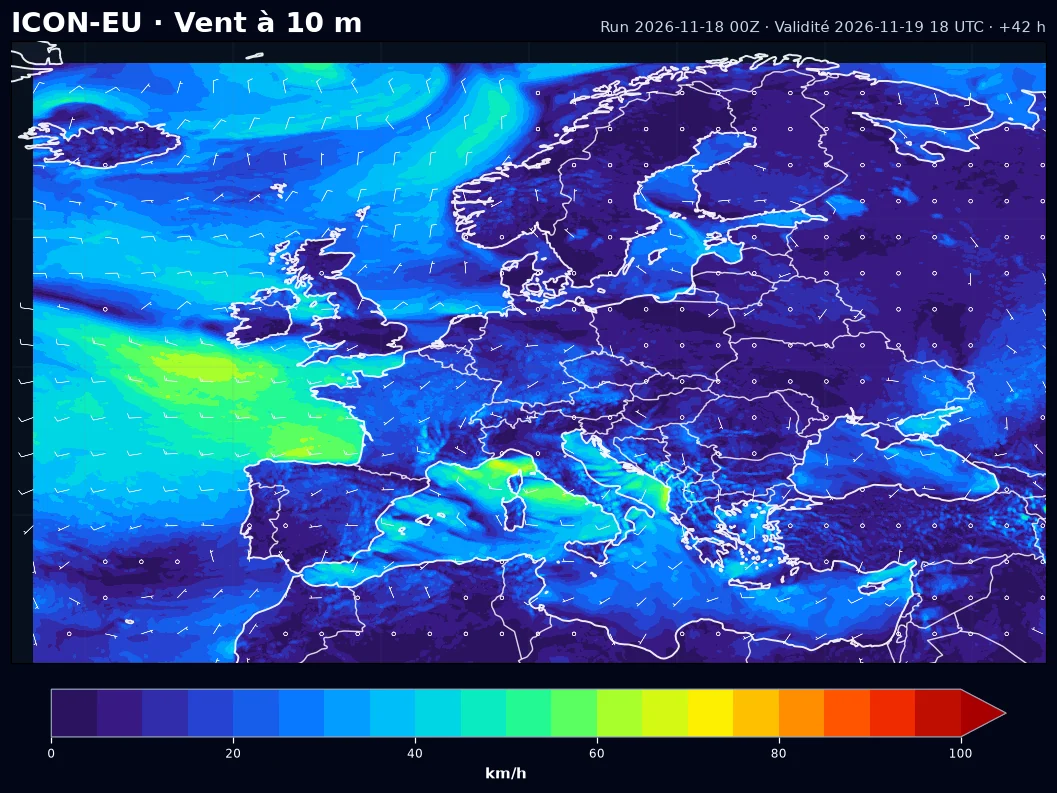 ICON-EU · Vent à 10 m
Run 2026-11-18 00Z · Validité 2026-11-19 18 UTC · +42 h
0 20 40 60 80 100
km/h